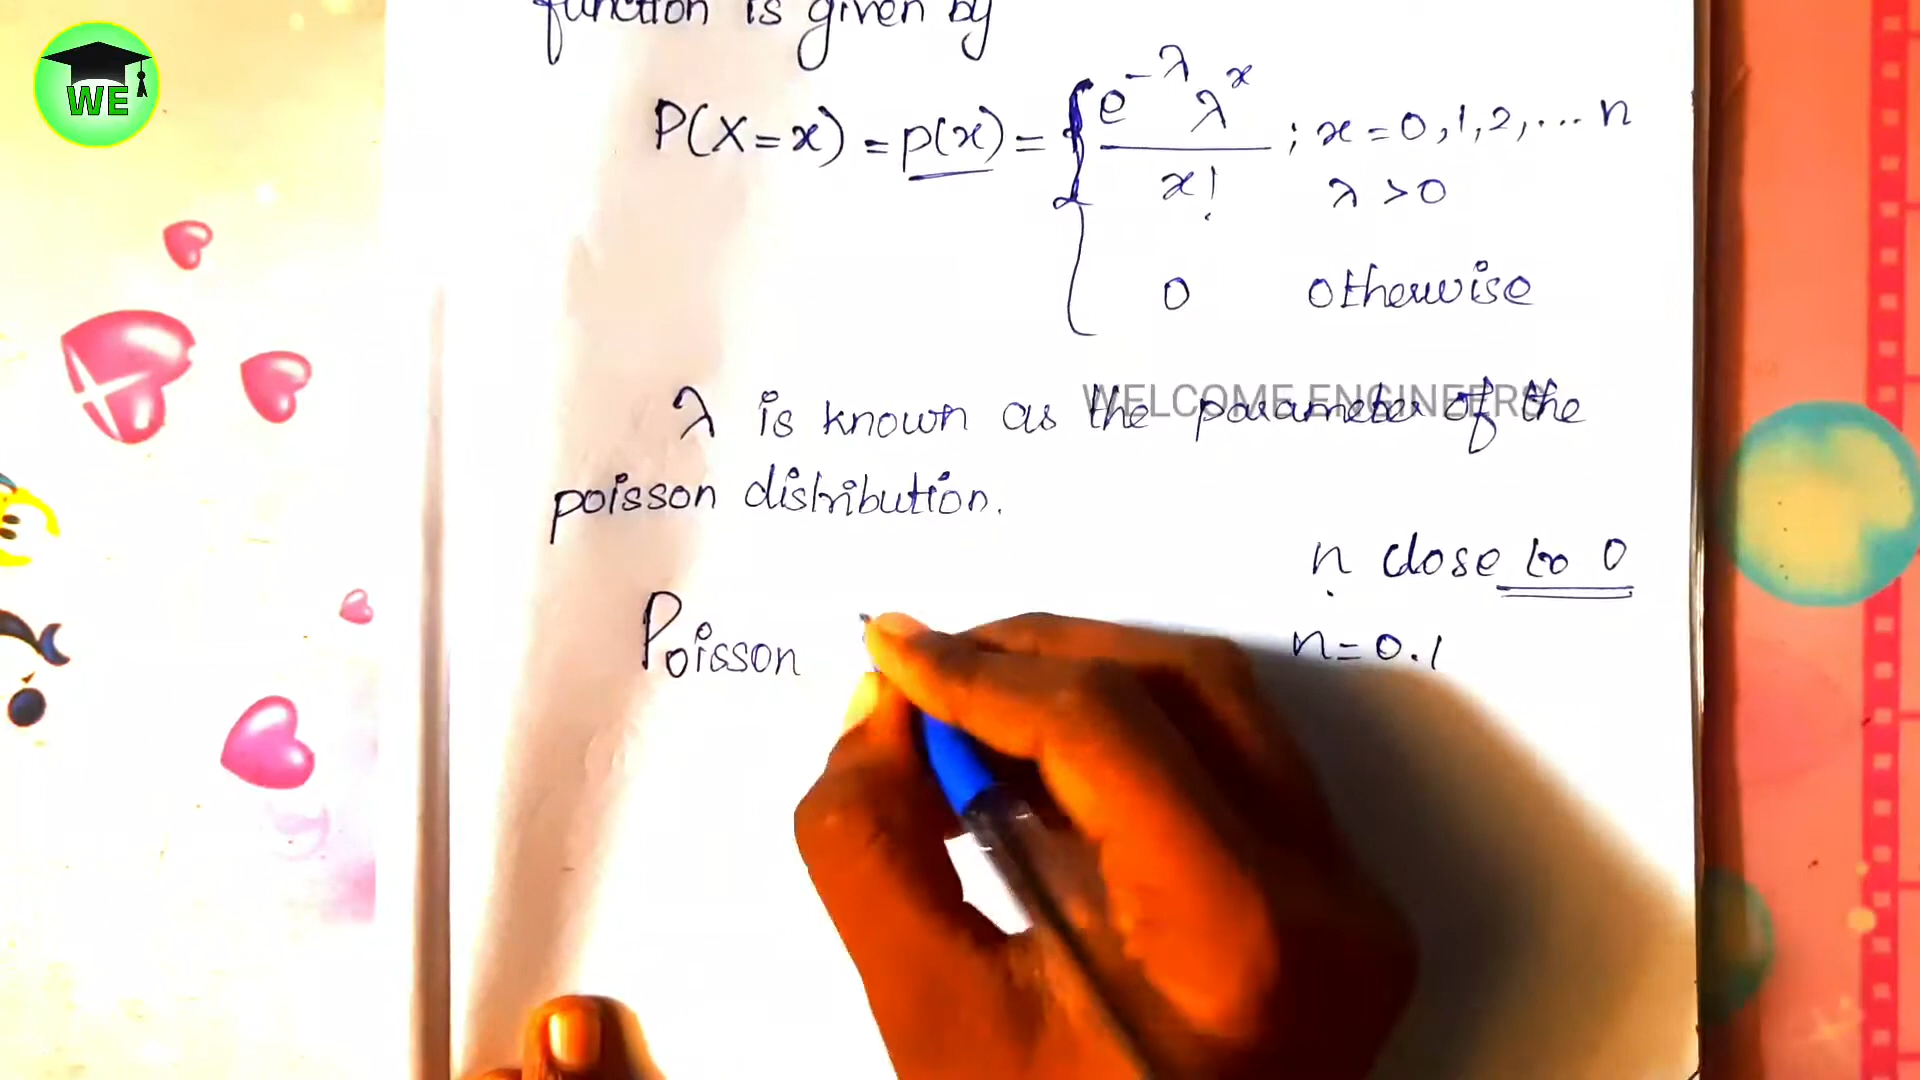 WE
function is given by
P(X=x) = p(x) = { e^-λ λ^x / x! ; x=0,1,2,... n
λ >0
0 otherwise
λ is known as the parameter of the
WELCOME ENGINEERS
poisson distribution.
n close to 0
Poisson
n=0.1